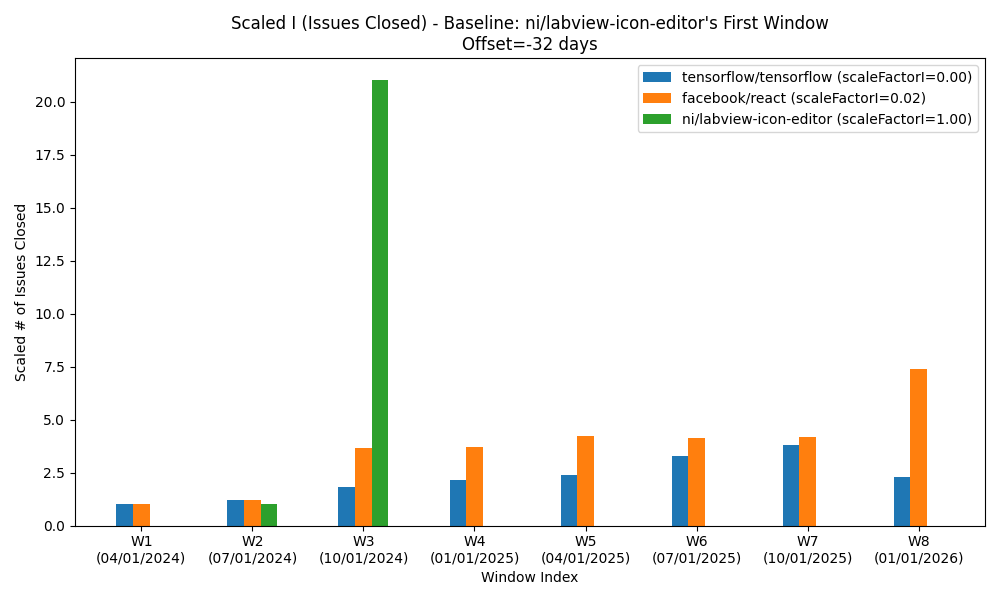 Scaled I (Issues Closed) - Baseline: ni/labview-icon-editor's First Window
Offset=-32 days
tensorflow/tensorflow (scaleFactorI=0.00)
facebook/react (scaleFactorI=0.02)
ni/labview-icon-editor (scaleFactorI=1.00)
Scaled # of Issues Closed
20.0
17.5
15.0
12.5
10.0
7.5
5.0
2.5
0.0
W1 W2 W3 W4 W5 W6 W7 W8
(04/01/2024) (07/01/2024) (10/01/2024) (01/01/2025) (04/01/2025) (07/01/2025) (10/01/2025) (01/01/2026)
Window Index